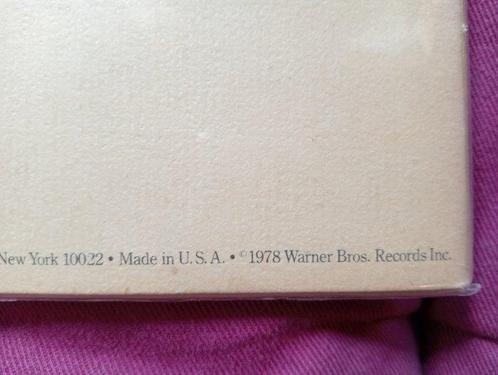 New York 10022 • Made in U.S.A. • ©1978 Warner Bros. Records Inc.